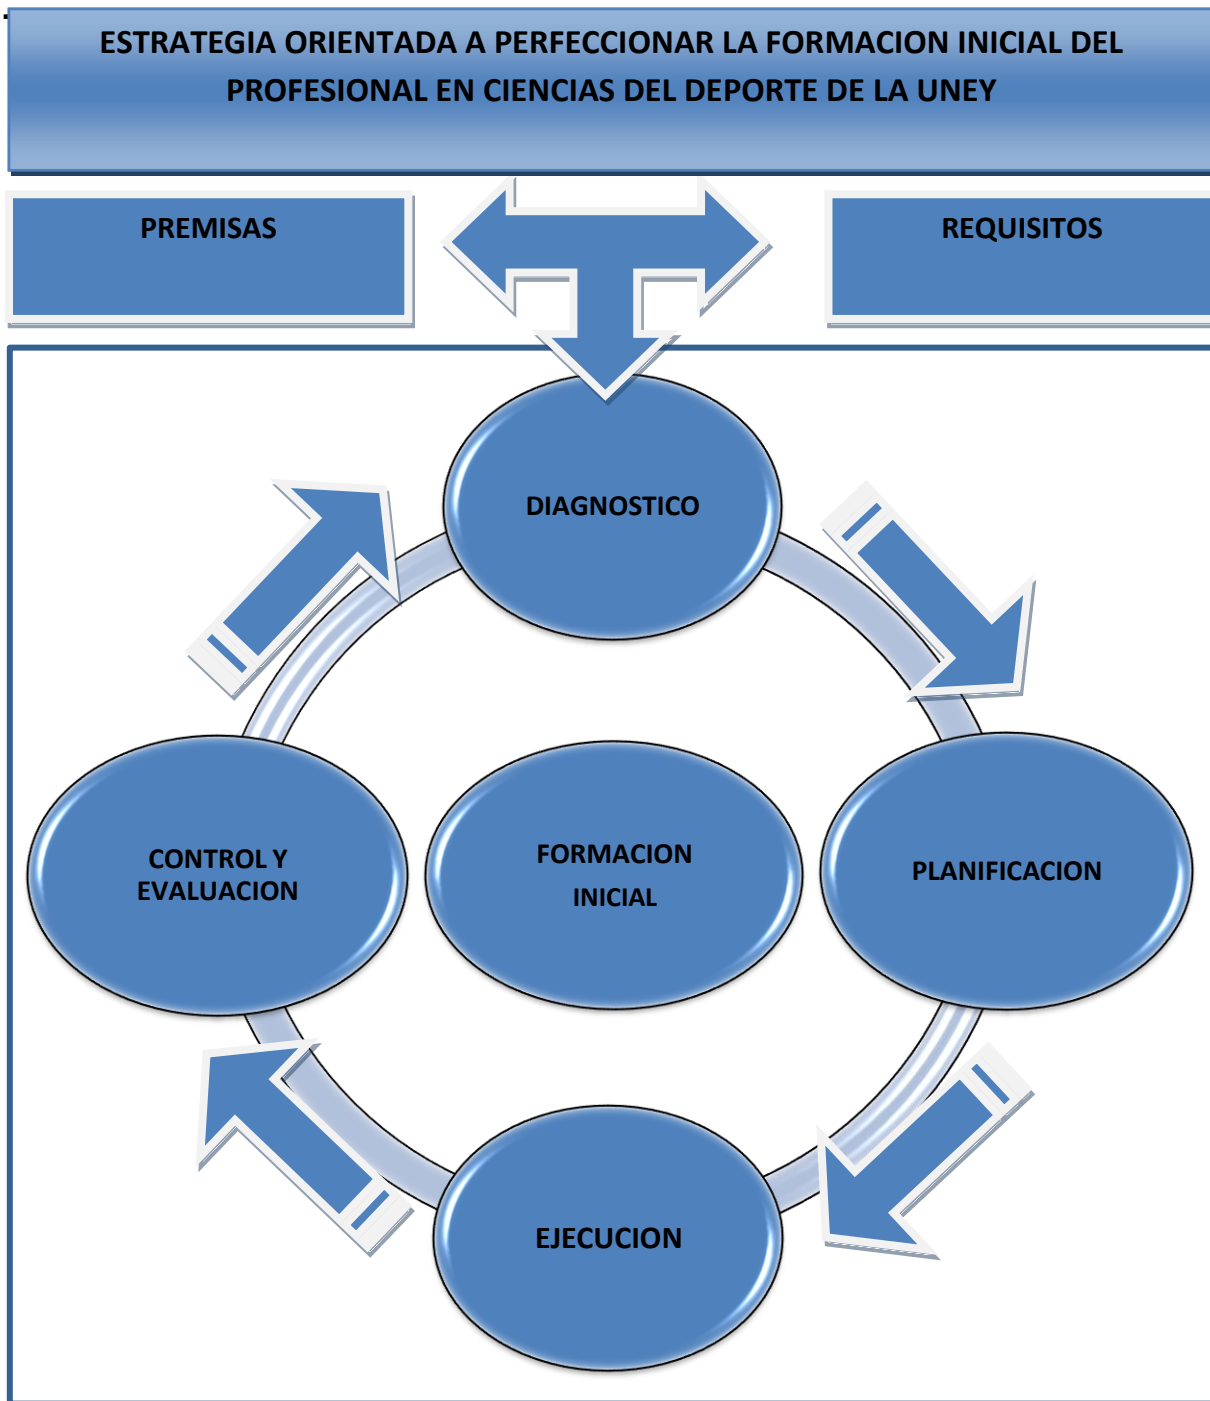 ESTRATEGIA ORIENTADA A PERFECCIONAR LA FORMACION INICIAL DEL
PROFESIONAL EN CIENCIAS DEL DEPORTE DE LA UNEY
PREMISAS
REQUISITOS
DIAGNOSTICO
CONTROL Y
EVALUACION
FORMACION
INICIAL
PLANIFICACION
EJECUCION